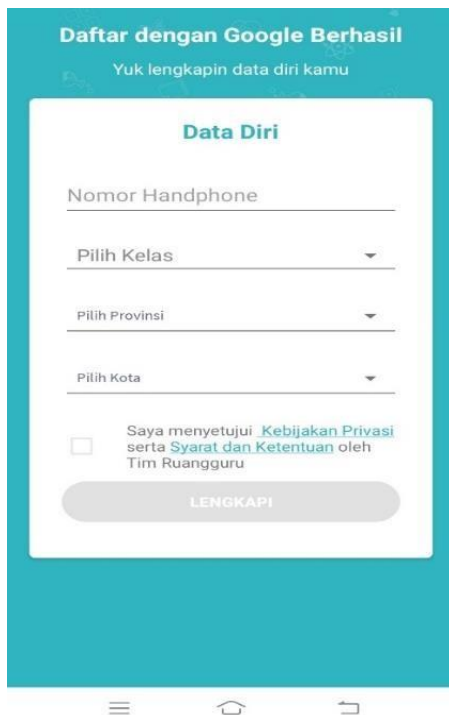 Daftar dengan Google Berhasil
Yuk lengkapin data diri kamu
Data Diri
Nomor Handphone
Pilih Kelas
Pilih Provinsi
Pilih Kota
Saya menyetujui Kebijakan Privasi
serta Syarat dan Ketentuan oleh
Tim Ruangguru
LENGKAPI